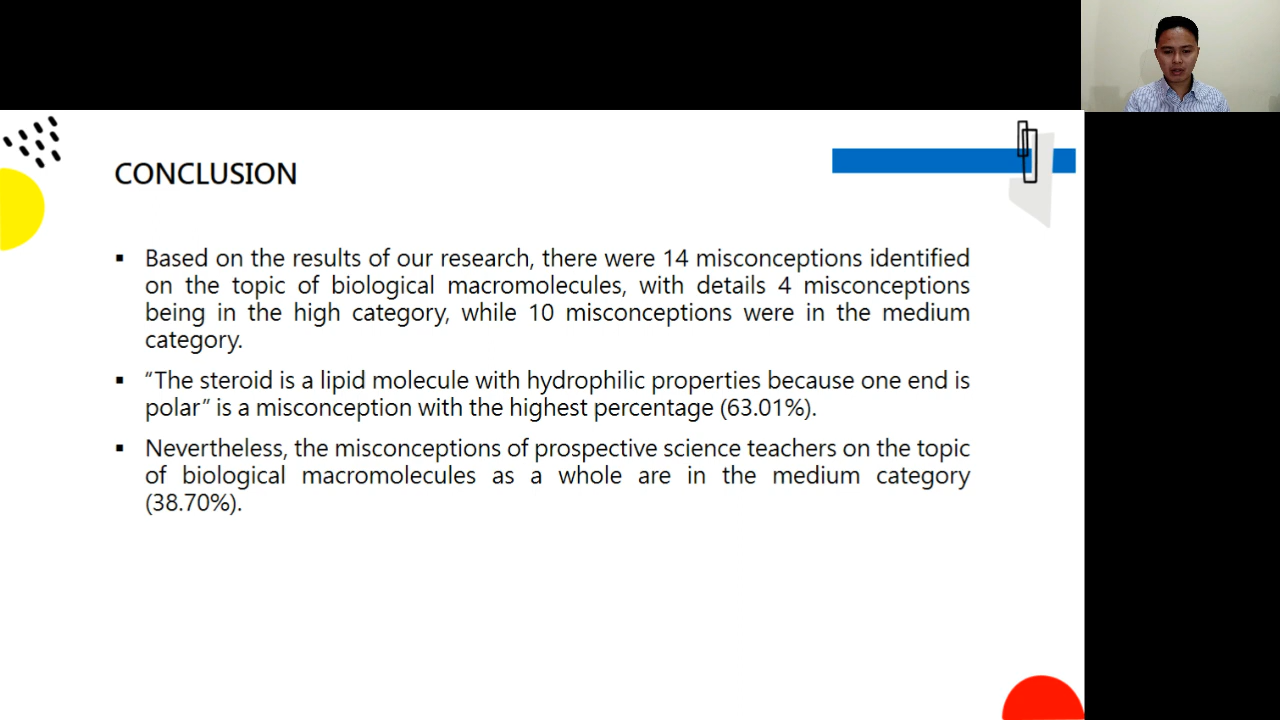 CONCLUSION
▪ Based on the results of our research, there were 14 misconceptions identified
on the topic of biological macromolecules, with details 4 misconceptions
being in the high category, while 10 misconceptions were in the medium
category.
▪ “The steroid is a lipid molecule with hydrophilic properties because one end is
polar” is a misconception with the highest percentage (63.01%).
▪ Nevertheless, the misconceptions of prospective science teachers on the topic
of biological macromolecules as a whole are in the medium category
(38.70%).